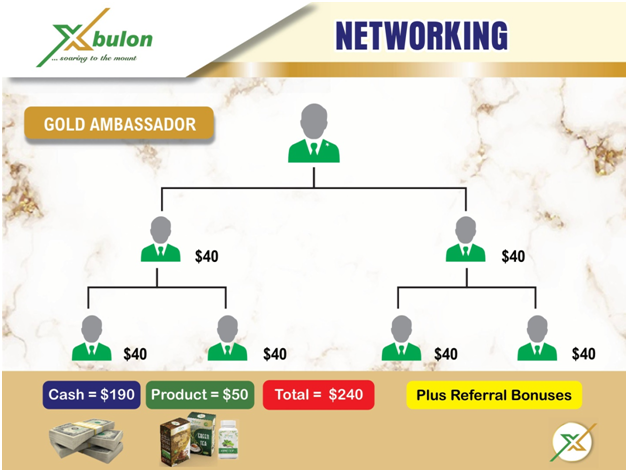 Xbulon
... soaring to the mount
NETWORKING
GOLD AMBASSADOR
$40
$40
$40
$40
$40
$40
Cash = $190
Product = $50
Total = $240
Plus Referral Bonuses
GREEN
TEA